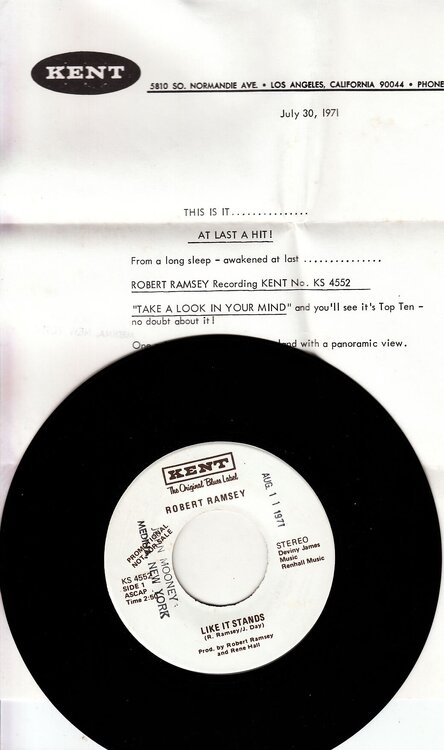 KENT
5810 SO. NORMANDIE AVE. • LOS ANGELES, CALIFORNIA 90044 • PHONE
July 30, 1971
THIS IS IT...............
AT LAST A HIT!
From a long sleep - awakened at last ...............
ROBERT RAMSEY Recording KENT No. KS 4552
"TAKE A LOOK IN YOUR MIND" and you'll see it's Top Ten -
no doubt about it!
with a panoramic view.
KENT
The Original Blues Label
ROBERT RAMSEY
AUG. 11 1971
PROMOTIONAL
NOT FOR SALE
MOONEY
NEW YORK
KS 4552
SIDE 1
ASCAP
Time 2:50
STEREO
Deviny James
Music
Renhall Music
LIKE IT STANDS
(R. Ramsey/J. Day)
Prod. by Robert Ramsey
and Rene Hall